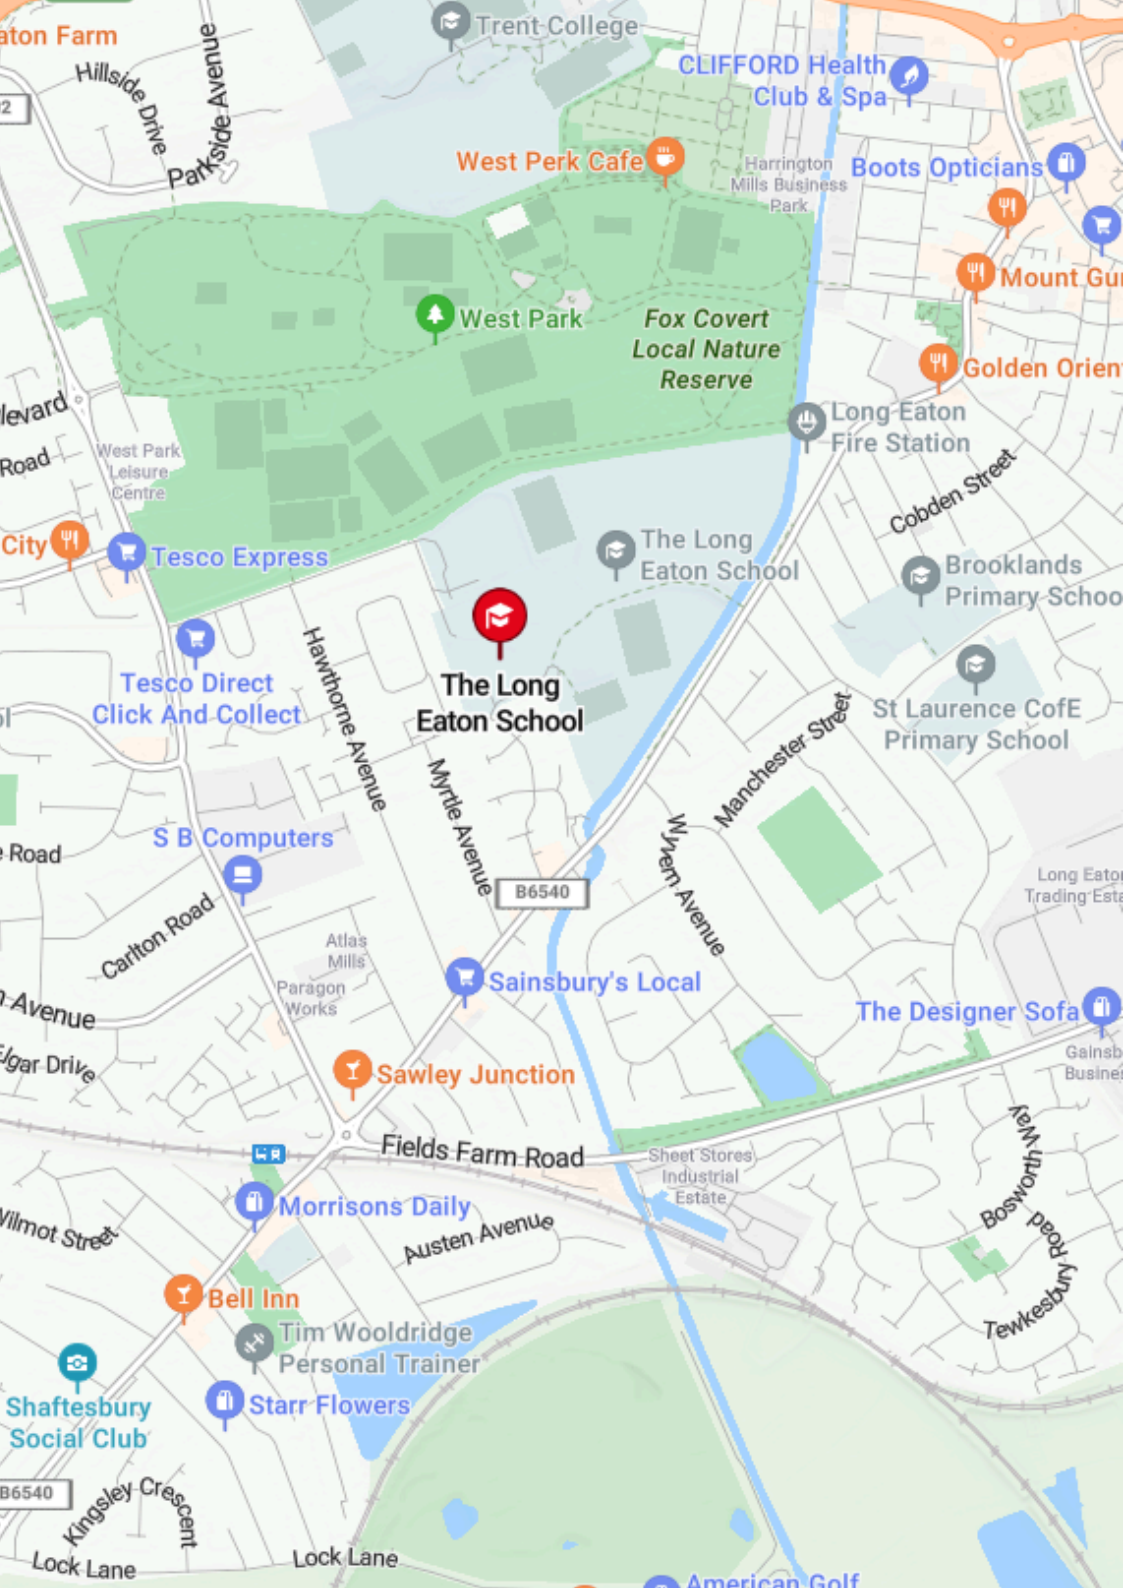 Trent College
aton Farm
Hillside Drive
Parkside Avenue
CLIFFORD Health
Club & Spa
West Perk Cafe
Harrington
Mills Business
Park
Boots Opticians
Mount Gu
West Park
Fox Covert
Local Nature
Reserve
Golden Orien
levard
Road
West Park
Leisure
Centre
Long Eaton
Fire Station
Cobden Street
City
Tesco Express
The Long
Eaton School
Brooklands
Primary Schoo
The Long
Eaton School
Tesco Direct
Click And Collect
Hawthorne Avenue
St Laurence CofE
Primary School
Manchester Street
Myrtle Avenue
S B Computers
e Road
Wyvern Avenue
Long Eato
Trading Esta
B6540
Carlton Road
Atlas
Mills
Paragon
Works
Sainsbury's Local
n Avenue
The Designer Sofa
Elgar Drive
Gainsb
Busine
Sawley Junction
Fields Farm Road
Sheet Stores
Industrial
Estate
Bosworth Way
Morrisons Daily
Wilmot Street
Austen Avenue
Tewkesbury Road
Bell Inn
Tim Wooldridge
Personal Trainer
Shaftesbury
Social Club
Starr Flowers
B6540
Kingsley Crescent
Lock Lane
Lock Lane
American Golf